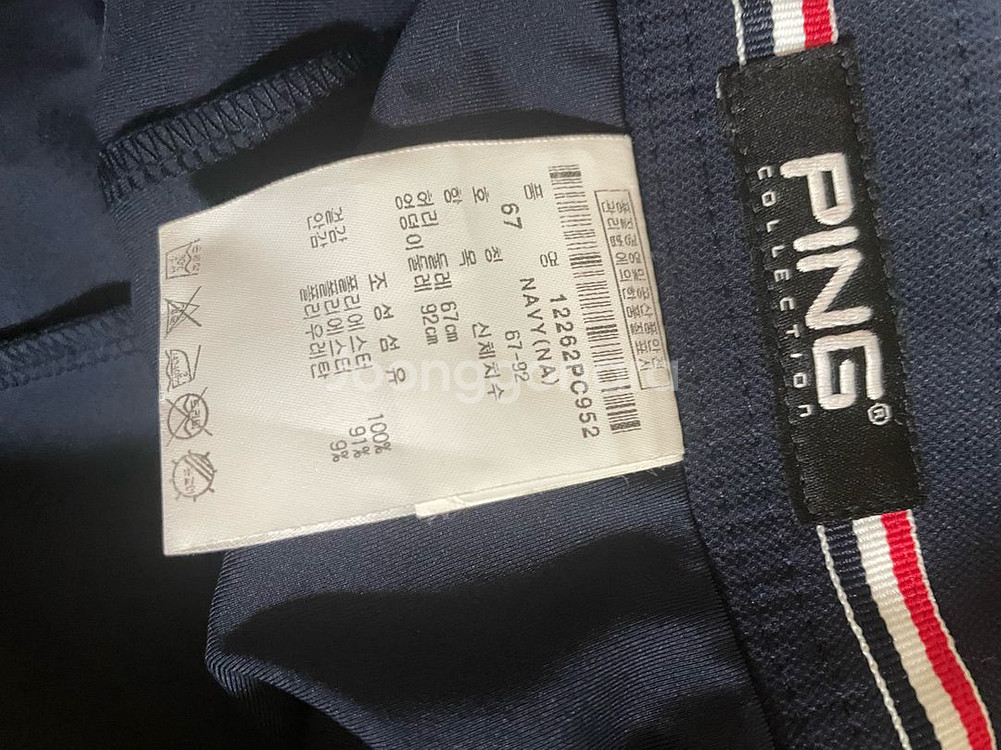 PING®
COLLECTION
품 명 12262PC952
NAVY(NA)
67 67-92
호 칭
항 목 신체치수
허리 둘레 67cm
엉덩이둘레 92cm
조 성 섬 유
겉감 폴리에스터 100%
안감 폴리에스터 91%
폴리우레탄 9%